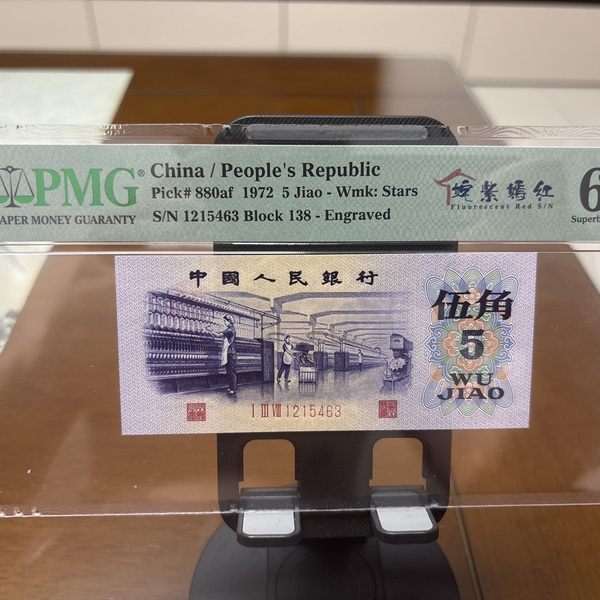 PMG®
PAPER MONEY GUARANTY
China / People's Republic
Pick# 880af 1972 5 Jiao - Wmk: Stars
S/N 1215463 Block 138 - Engraved
紫嫣红
Fluorescent Red S/N
6
Superb
中國人民銀行
伍角
5
WU
JIAO
I III VIII 1215463